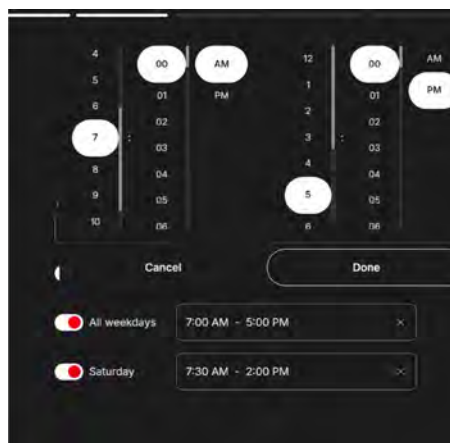 4 00 AM 12 00 AM
5 1
6 01 PM 2 01 PM
02 02
7 : 03 3 : 03
8 4
9 04 5 04
10 05 6 05
06 06
Cancel Done
All weekdays 7:00 AM - 5:00 PM ×
Saturday 7:30 AM - 2:00 PM ×